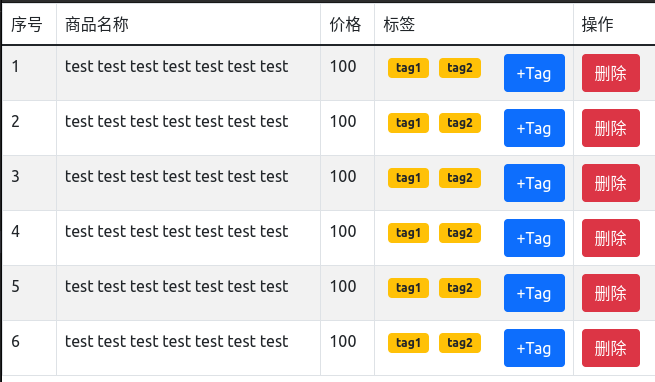 序号 商品名称 价格 标签 操作
1 test test test test test test test 100 tag1 tag2 +Tag 删除
2 test test test test test test test 100 tag1 tag2 +Tag 删除
3 test test test test test test test 100 tag1 tag2 +Tag 删除
4 test test test test test test test 100 tag1 tag2 +Tag 删除
5 test test test test test test test 100 tag1 tag2 +Tag 删除
6 test test test test test test test 100 tag1 tag2 +Tag 删除